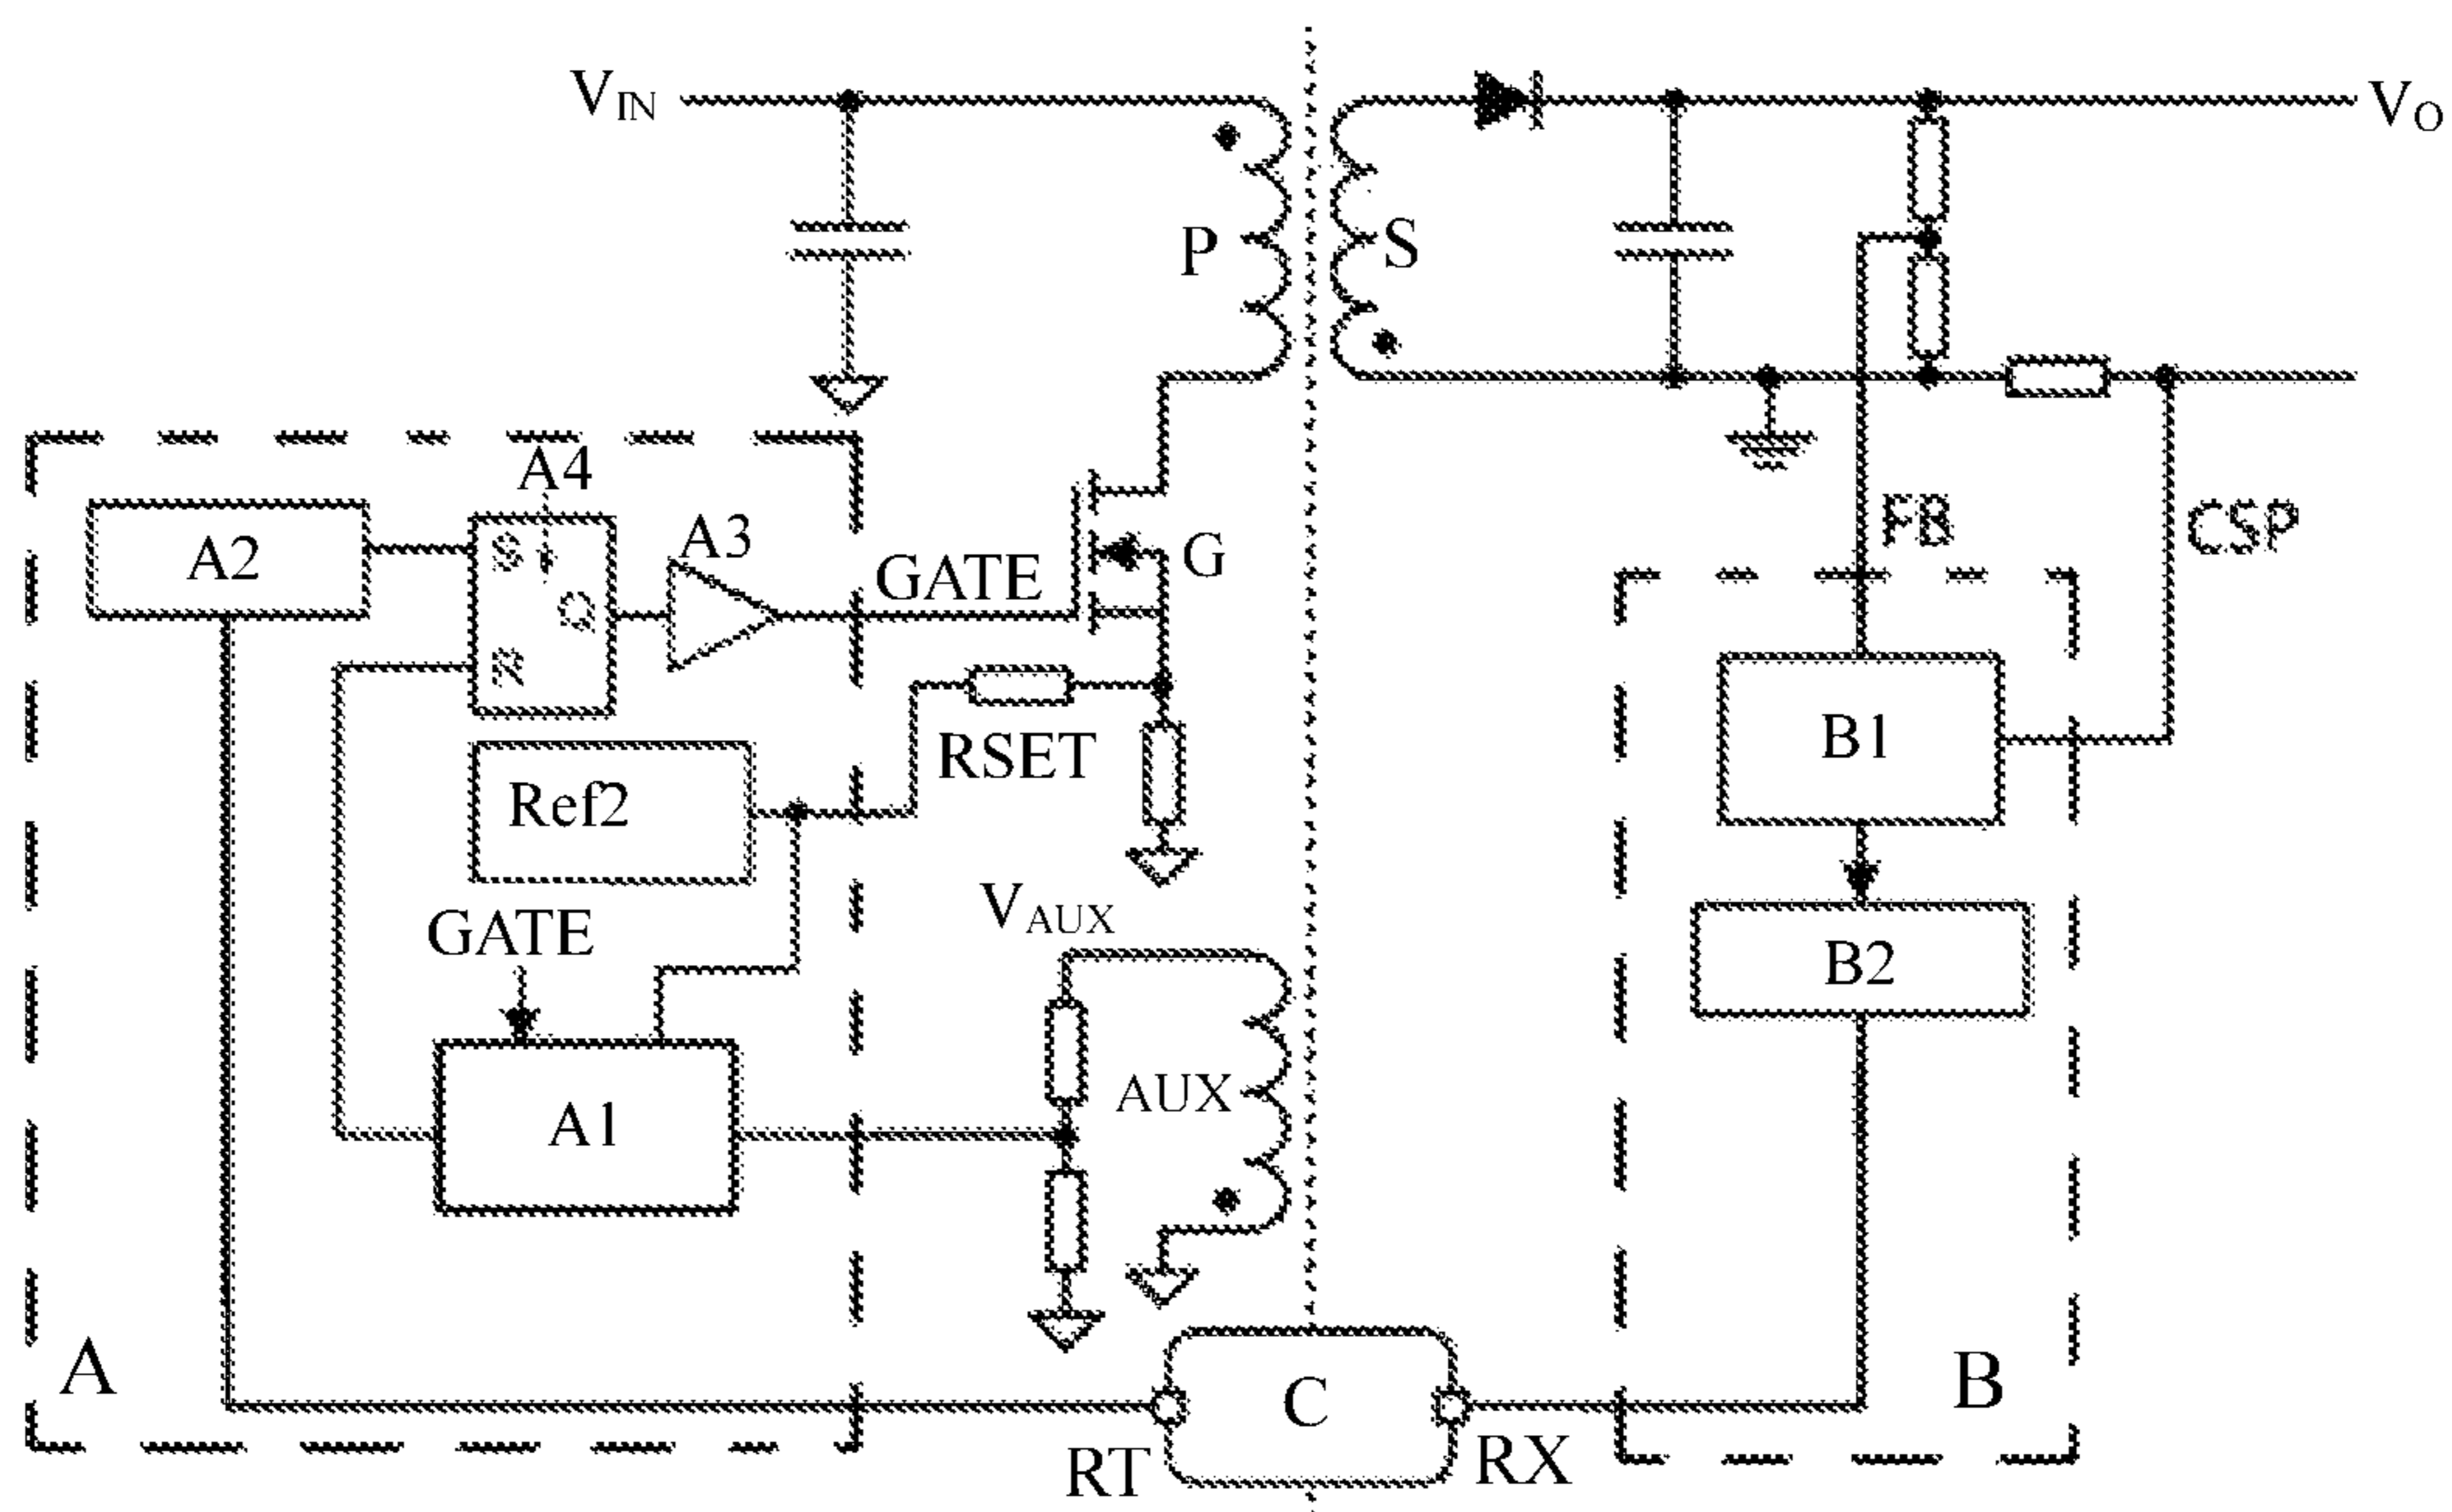 VIN
VO
P
S
A4
A2
S
Q
R
A3
GATE
G
FB
CSP
RSET
Ref2
B1
VAUX
GATE
B2
AUX
A1
A
C
B
RT
RX